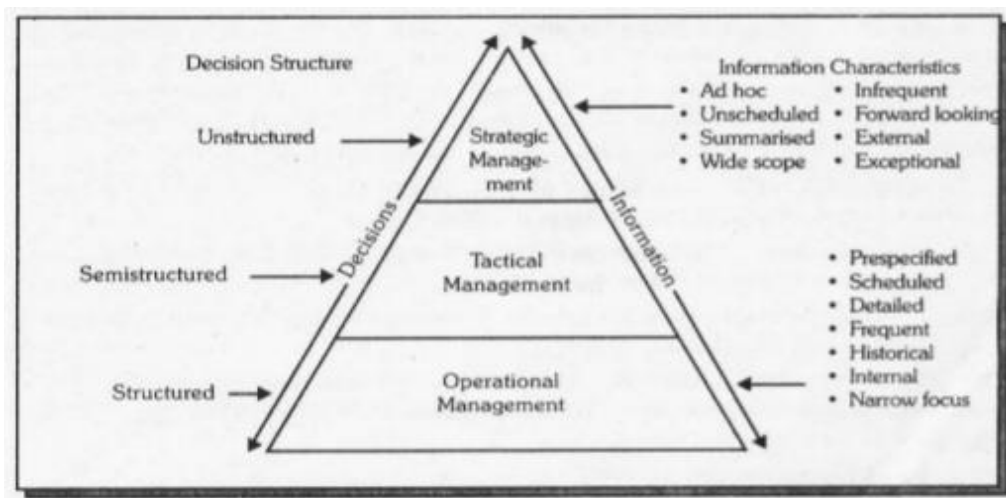 Decision Structure
Unstructured
Semistructured
Structured
Decisions
Strategic
Manage-
ment
Tactical
Management
Operational
Management
Information
Information Characteristics
• Ad hoc
• Unscheduled
• Summarised
• Wide scope
• Infrequent
• Forward looking
• External
• Exceptional
• Prespecified
• Scheduled
• Detailed
• Frequent
• Historical
• Internal
• Narrow focus